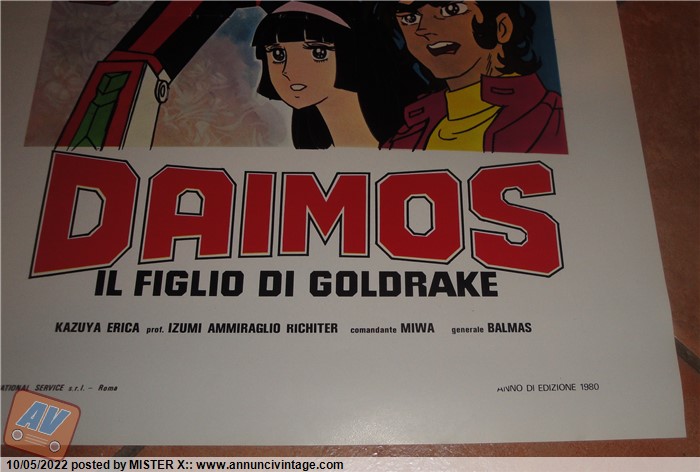 DAIMOS
IL FIGLIO DI GOLDRAKE
KAZUYA ERICA prof. IZUMI AMMIRAGLIO RICHITER comandante MIWA generale BALMAS
ATIONAL SERVICE s.r.l. – Roma
ANNO DI EDIZIONE 1980
AV
10/05/2022 posted by MISTER X:: www.annuncivintage.com